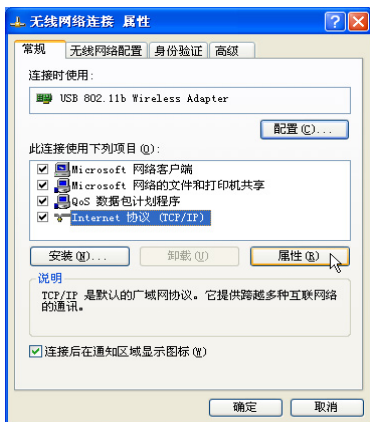 无线网络连接 属性
常规 无线网络配置 身份验证 高级
连接时使用:
USB 802.11b Wireless Adapter
配置(C)...
此连接使用下列项目(O):
Microsoft 网络客户端
Microsoft 网络的文件和打印机共享
QoS 数据包计划程序
Internet 协议 (TCP/IP)
安装(N)... 卸载(U) 属性(R)
说明
TCP/IP 是默认的广域网协议。它提供跨越多种互联网络
的通讯。
连接后在通知区域显示图标(W)
确定 取消